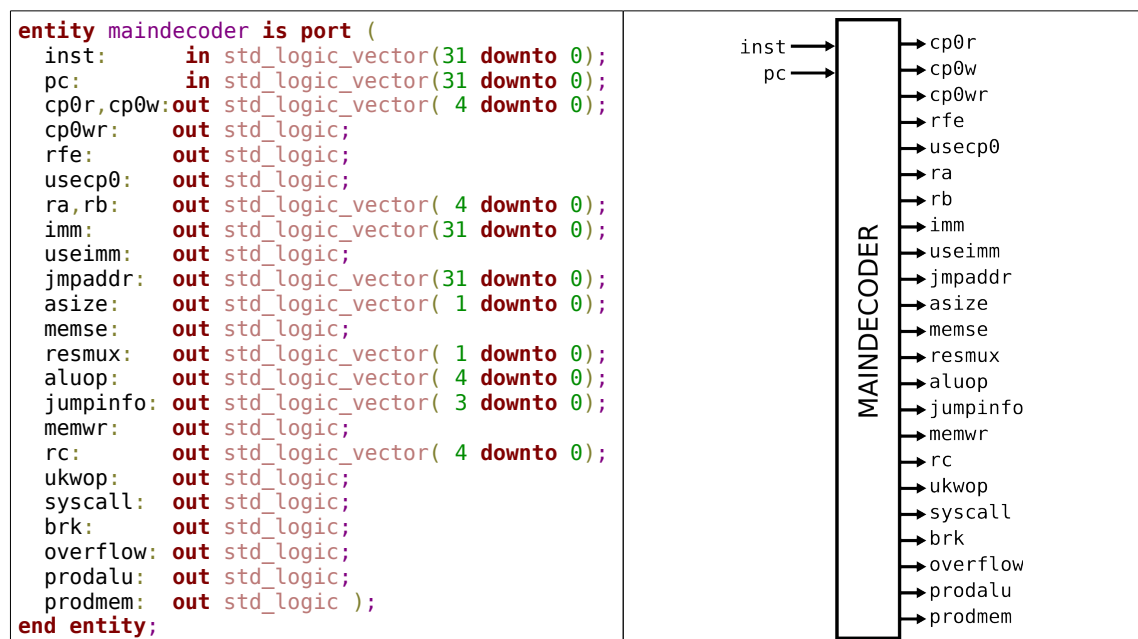 entity maindecoder is port (
  inst:       in std_logic_vector(31 downto 0);
  pc:         in std_logic_vector(31 downto 0);
  cp0r,cp0w:out std_logic_vector( 4 downto 0);
  cp0wr:    out std_logic;
  rfe:      out std_logic;
  usecp0:   out std_logic;
  ra,rb:    out std_logic_vector( 4 downto 0);
  imm:      out std_logic_vector(31 downto 0);
  useimm:   out std_logic;
  jmpaddr:  out std_logic_vector(31 downto 0);
  asize:    out std_logic_vector( 1 downto 0);
  memse:    out std_logic;
  resmux:   out std_logic_vector( 1 downto 0);
  aluop:    out std_logic_vector( 4 downto 0);
  jumpinfo: out std_logic_vector( 3 downto 0);
  memwr:    out std_logic;
  rc:       out std_logic_vector( 4 downto 0);
  ukwop:    out std_logic;
  syscall:  out std_logic;
  brk:      out std_logic;
  overflow: out std_logic;
  prodalu:  out std_logic;
  prodmem:  out std_logic );
end entity;
inst
pc
MAINDECODER
cp0r
cp0w
cp0wr
rfe
usecp0
ra
rb
imm
useimm
jmpaddr
asize
memse
resmux
aluop
jumpinfo
memwr
rc
ukwop
syscall
brk
overflow
prodalu
prodmem